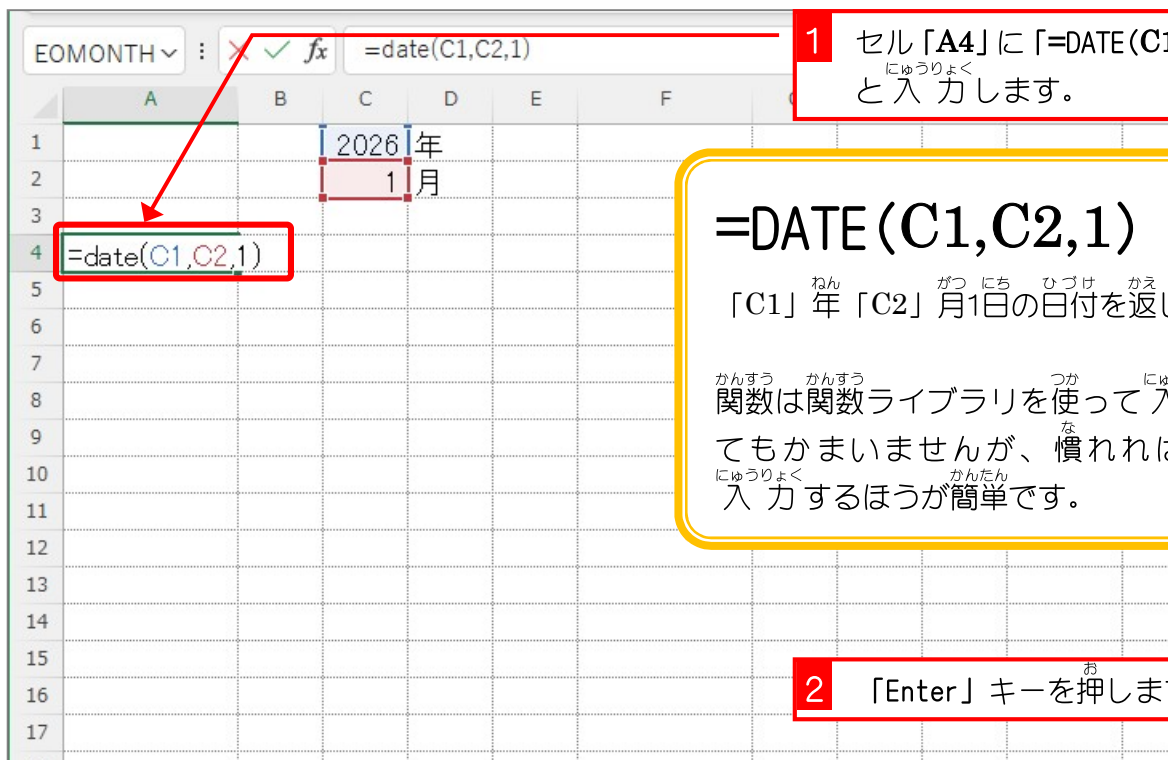 EOMONTH fx =date(C1,C2,1)
A B C D E F
1 2026 年
2 1 月
3
4 =date(C1,C2,1)
5
6
7
8
9
10
11
12
13
14
15
16
17
1 セル「A4」に「=DATE(C1
にゅうりょく
と入力します。
=DATE(C1,C2,1)
ねん がつ にち ひづけ かえ
「C1」年「C2」月1日の日付を返し
かんすう かんすう つか にゅ
関数は関数ライブラリを使って入
な
てもかまいませんが、慣れれば
にゅうりょく かんたん
入力するほうが簡単です。
お
2 「Enter」キーを押します